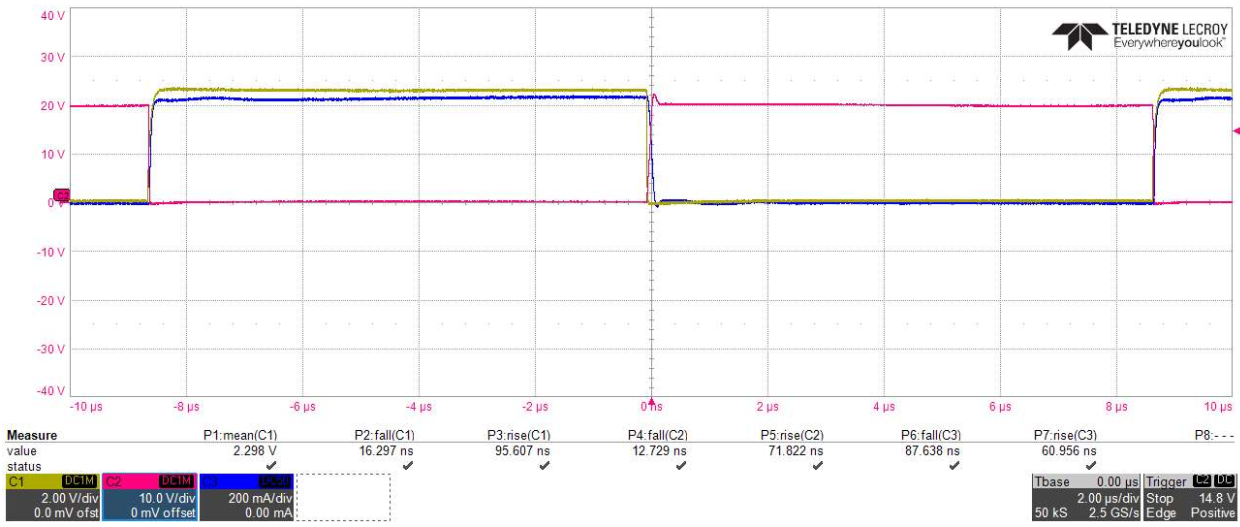 40 V
TELEDYNE LECROY
Everywhereyoulook™
30 V
20 V
10 V
C2
0 V
-10 V
-20 V
-30 V
-40 V
-10 µs -8 µs -6 µs -4 µs -2 µs 0 ns 2 µs 4 µs 6 µs 8 µs 10 µs
Measure P1:mean(C1) P2:fall(C1) P3:rise(C1) P4:fall(C2) P5:rise(C2) P6:fall(C3) P7:rise(C3) P8:- - -
value 2.298 V 16.297 ns 95.607 ns 12.729 ns 71.822 ns 87.638 ns 60.956 ns
status
C1 DC1M C2 DC1M C3 Tbase 0.00 µs Trigger C2 DC
2.00 V/div 10.0 V/div 200 mA/div 2.00 µs/div Stop 14.8 V
0.0 mV ofst 0 mV offset 0.00 mA 50 kS 2.5 GS/s Edge Positive